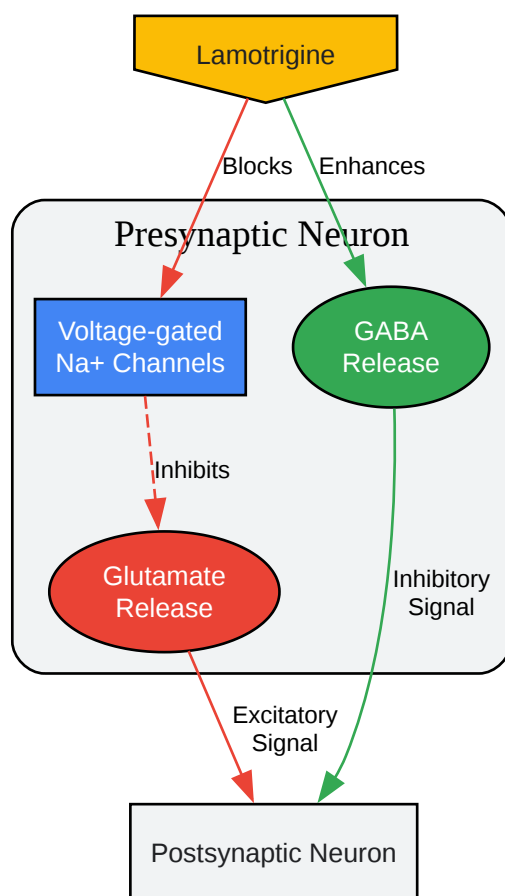 Lamotrigine
Blocks
Enhances
Presynaptic Neuron
Voltage-gated
Na+ Channels
GABA
Release
Inhibits
Glutamate
Release
Inhibitory
Signal
Excitatory
Signal
Postsynaptic Neuron